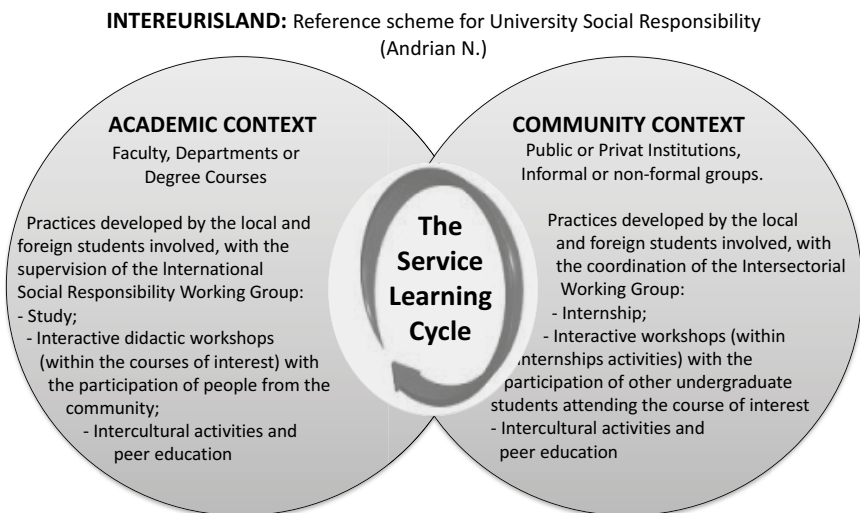 INTEREURISLAND: Reference scheme for University Social Responsibility
(Andrian N.)
ACADEMIC CONTEXT
Faculty, Departments or
Degree Courses
Practices developed by the local and
foreign students involved, with the
supervision of the International
Social Responsibility Working Group:
- Study;
- Interactive didactic workshops
(within the courses of interest) with
the participation of people from the
community;
- Intercultural activities and
peer education
The
Service
Learning
Cycle
COMMUNITY CONTEXT
Public or Privat Institutions,
Informal or non-formal groups.
Practices developed by the local
and foreign students involved, with
the coordination of the Intersectorial
Working Group:
- Internship;
- Interactive workshops (within
internships activities) with the
participation of other undergraduate
students attending the course of interest
- Intercultural activities and
peer education